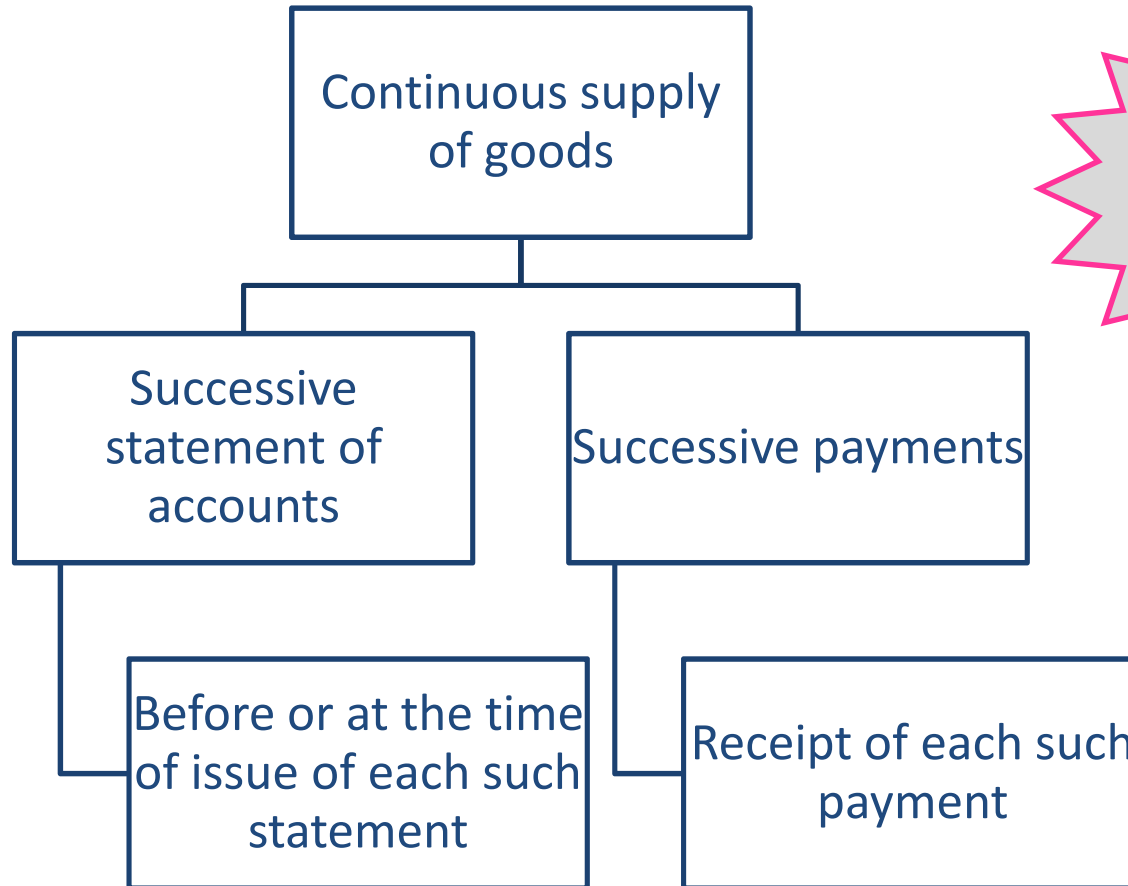 Continuous supply
of goods
Successive
statement of
accounts
Successive payments
Before or at the time
of issue of each such
statement
Receipt of each such
payment